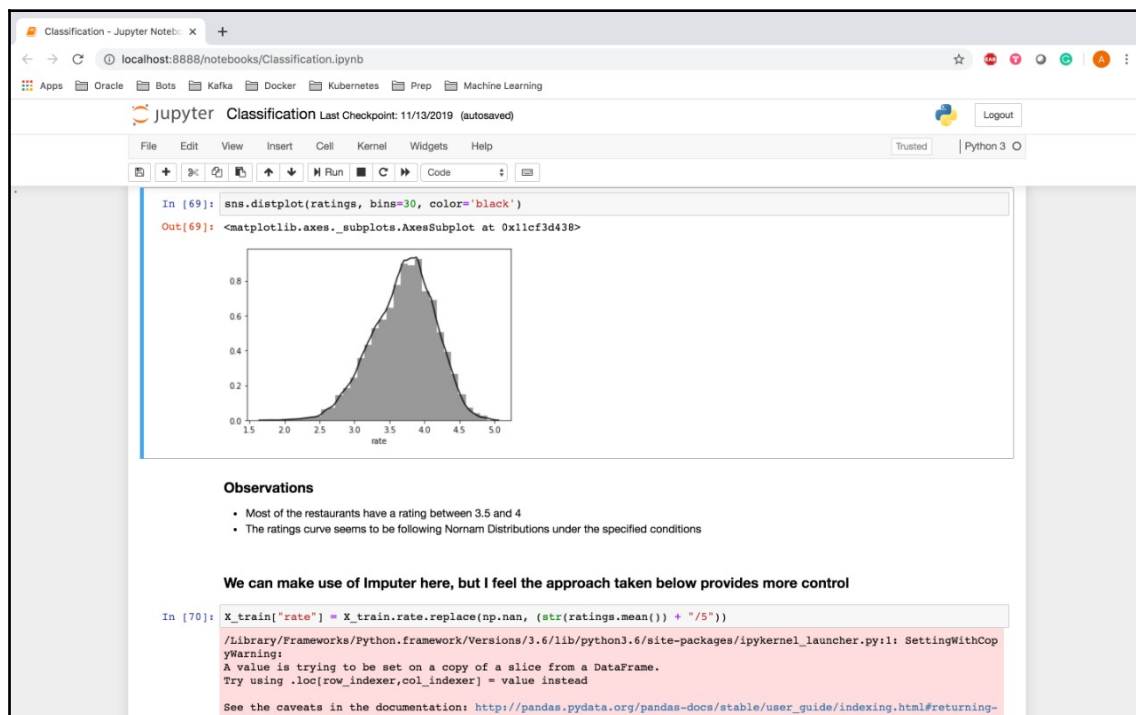 Classification - Jupyter Noteb
localhost:8888/notebooks/Classification.ipynb
Apps Oracle Bots Kafka Docker Kubernetes Prep Machine Learning
jupyter Classification Last Checkpoint: 11/13/2019 (autosaved)
Logout
File Edit View Insert Cell Kernel Widgets Help
Trusted Python 3
Run Code
In [69]: sns.distplot(ratings, bins=30, color='black')
Out[69]: <matplotlib.axes._subplots.AxesSubplot at 0x11cf3d438>
0.8
0.6
0.4
0.2
0.0
1.5 2.0 2.5 3.0 3.5 4.0 4.5 5.0
rate
Observations
• Most of the restaurants have a rating between 3.5 and 4
• The ratings curve seems to be following Nornam Distributions under the specified conditions
We can make use of Imputer here, but I feel the approach taken below provides more control
In [70]: X_train["rate"] = X_train.rate.replace(np.nan, (str(ratings.mean()) + "/5"))
/Library/Frameworks/Python.framework/Versions/3.6/lib/python3.6/site-packages/ipykernel_launcher.py:1: SettingWithCop
yWarning:
A value is trying to be set on a copy of a slice from a DataFrame.
Try using .loc[row_indexer,col_indexer] = value instead
See the caveats in the documentation: http://pandas.pydata.org/pandas-docs/stable/user_guide/indexing.html#returning-